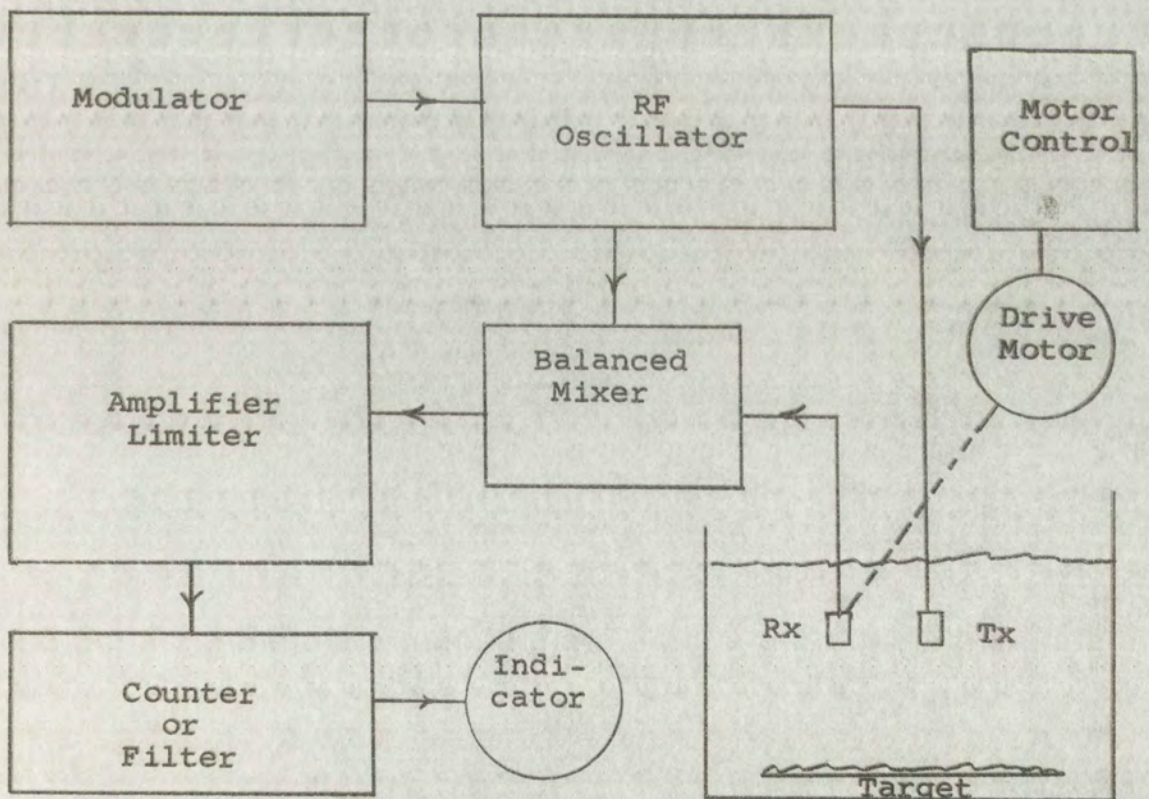 Modulator
RF
Oscillator
Motor
Control
Drive
Motor
Balanced
Mixer
Amplifier
Limiter
Rx
Tx
Indi-
cator
Counter
or
Filter
Target